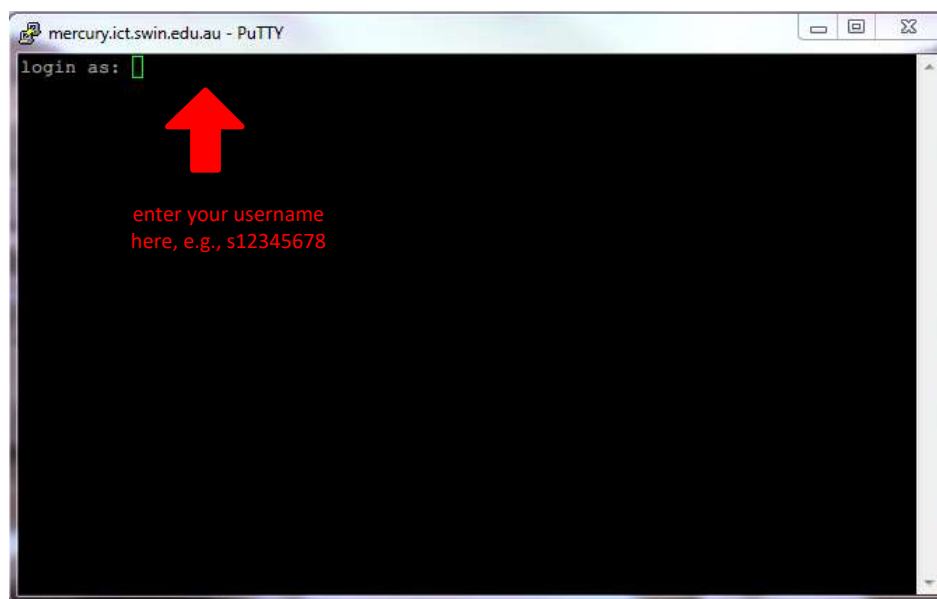 mercury.ict.swin.edu.au - PuTTY
login as:
enter your username
here, e.g., s12345678